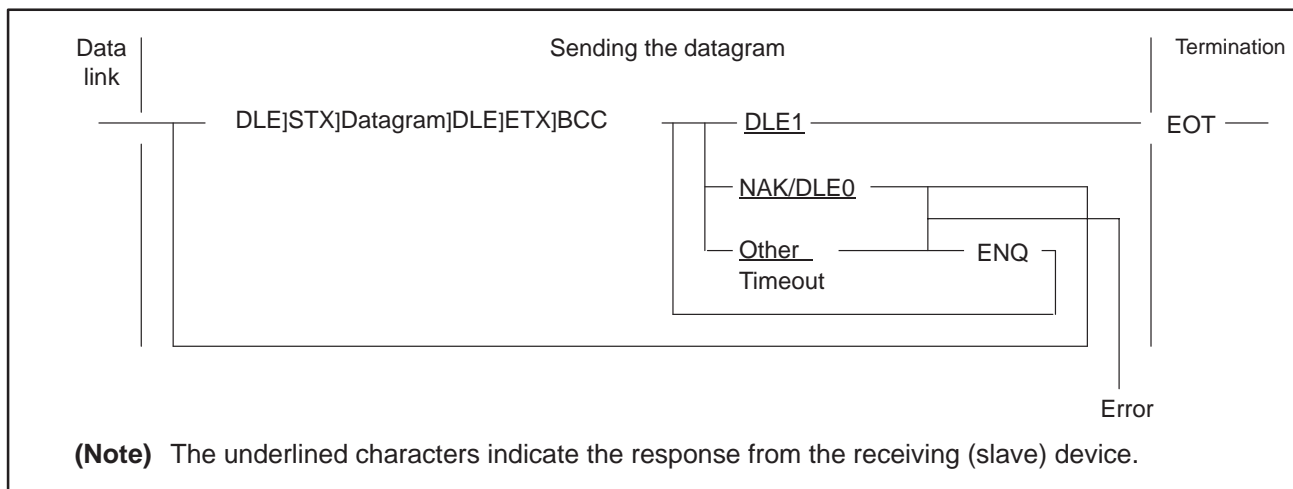 Data
link
Sending the datagram
Termination
DLE]STX]Datagram]DLE]ETX]BCC
DLE1
EOT
NAK/DLE0
Other
Timeout
ENQ
Error
(Note) The underlined characters indicate the response from the receiving (slave) device.